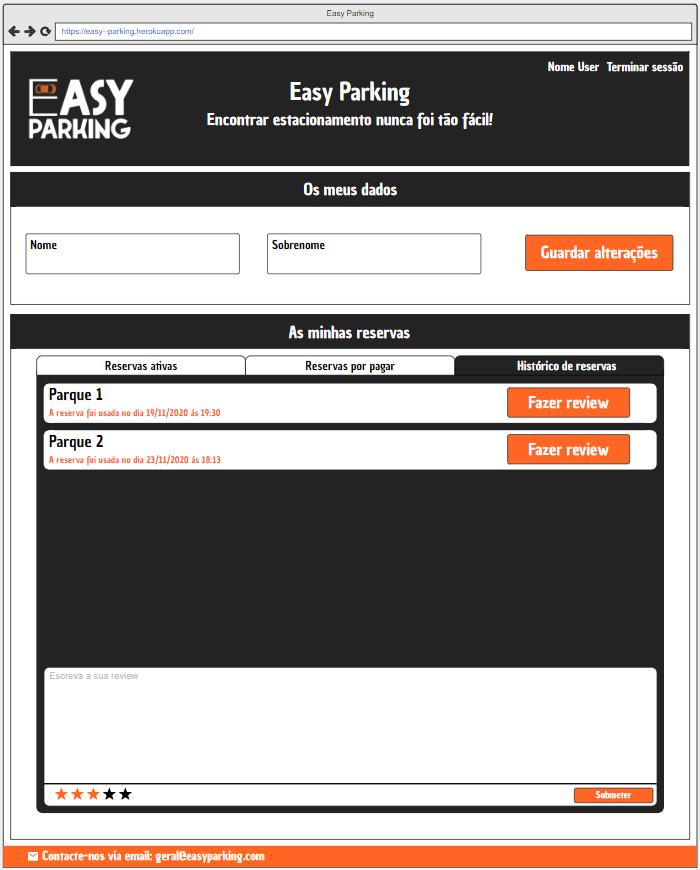 Easy Parking
https://easy--parking.herokuapp.com/
Nome User Terminar sessão
EASY
PARKING
Easy Parking
Encontrar estacionamento nunca foi tão fácil!
Os meus dados
Nome
Sobrenome
Guardar alterações
As minhas reservas
Reservas ativas
Reservas por pagar
Histórico de reservas
Parque 1
A reserva foi usada no dia 19/11/2020 ás 19:30
Fazer review
Parque 2
A reserva foi usada no dia 23/11/2020 ás 18:13
Fazer review
Escreva a sua review
Submeter
Contacte-nos via email: geral@easyparking.com